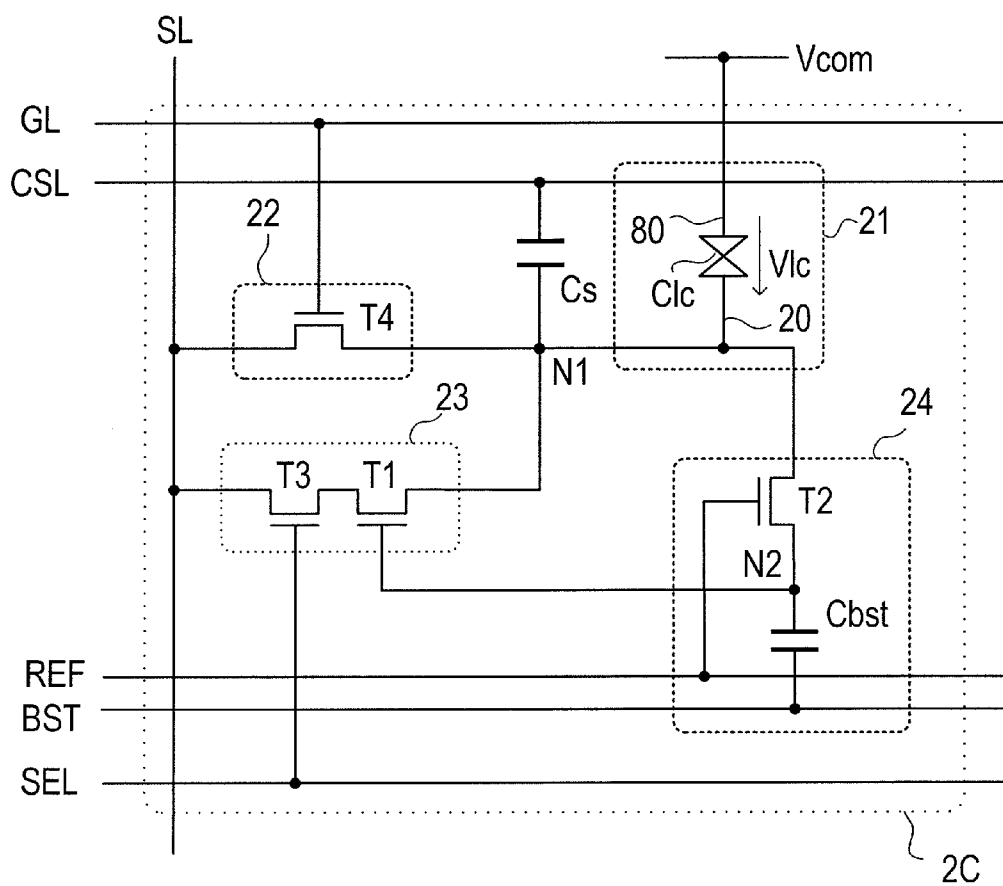 SL
Vcom
GL
CSL
22
21
80
Vlc
Clc
Cs
T4
20
N1
23
24
T3
T1
T2
N2
Cbst
REF
BST
SEL
2C